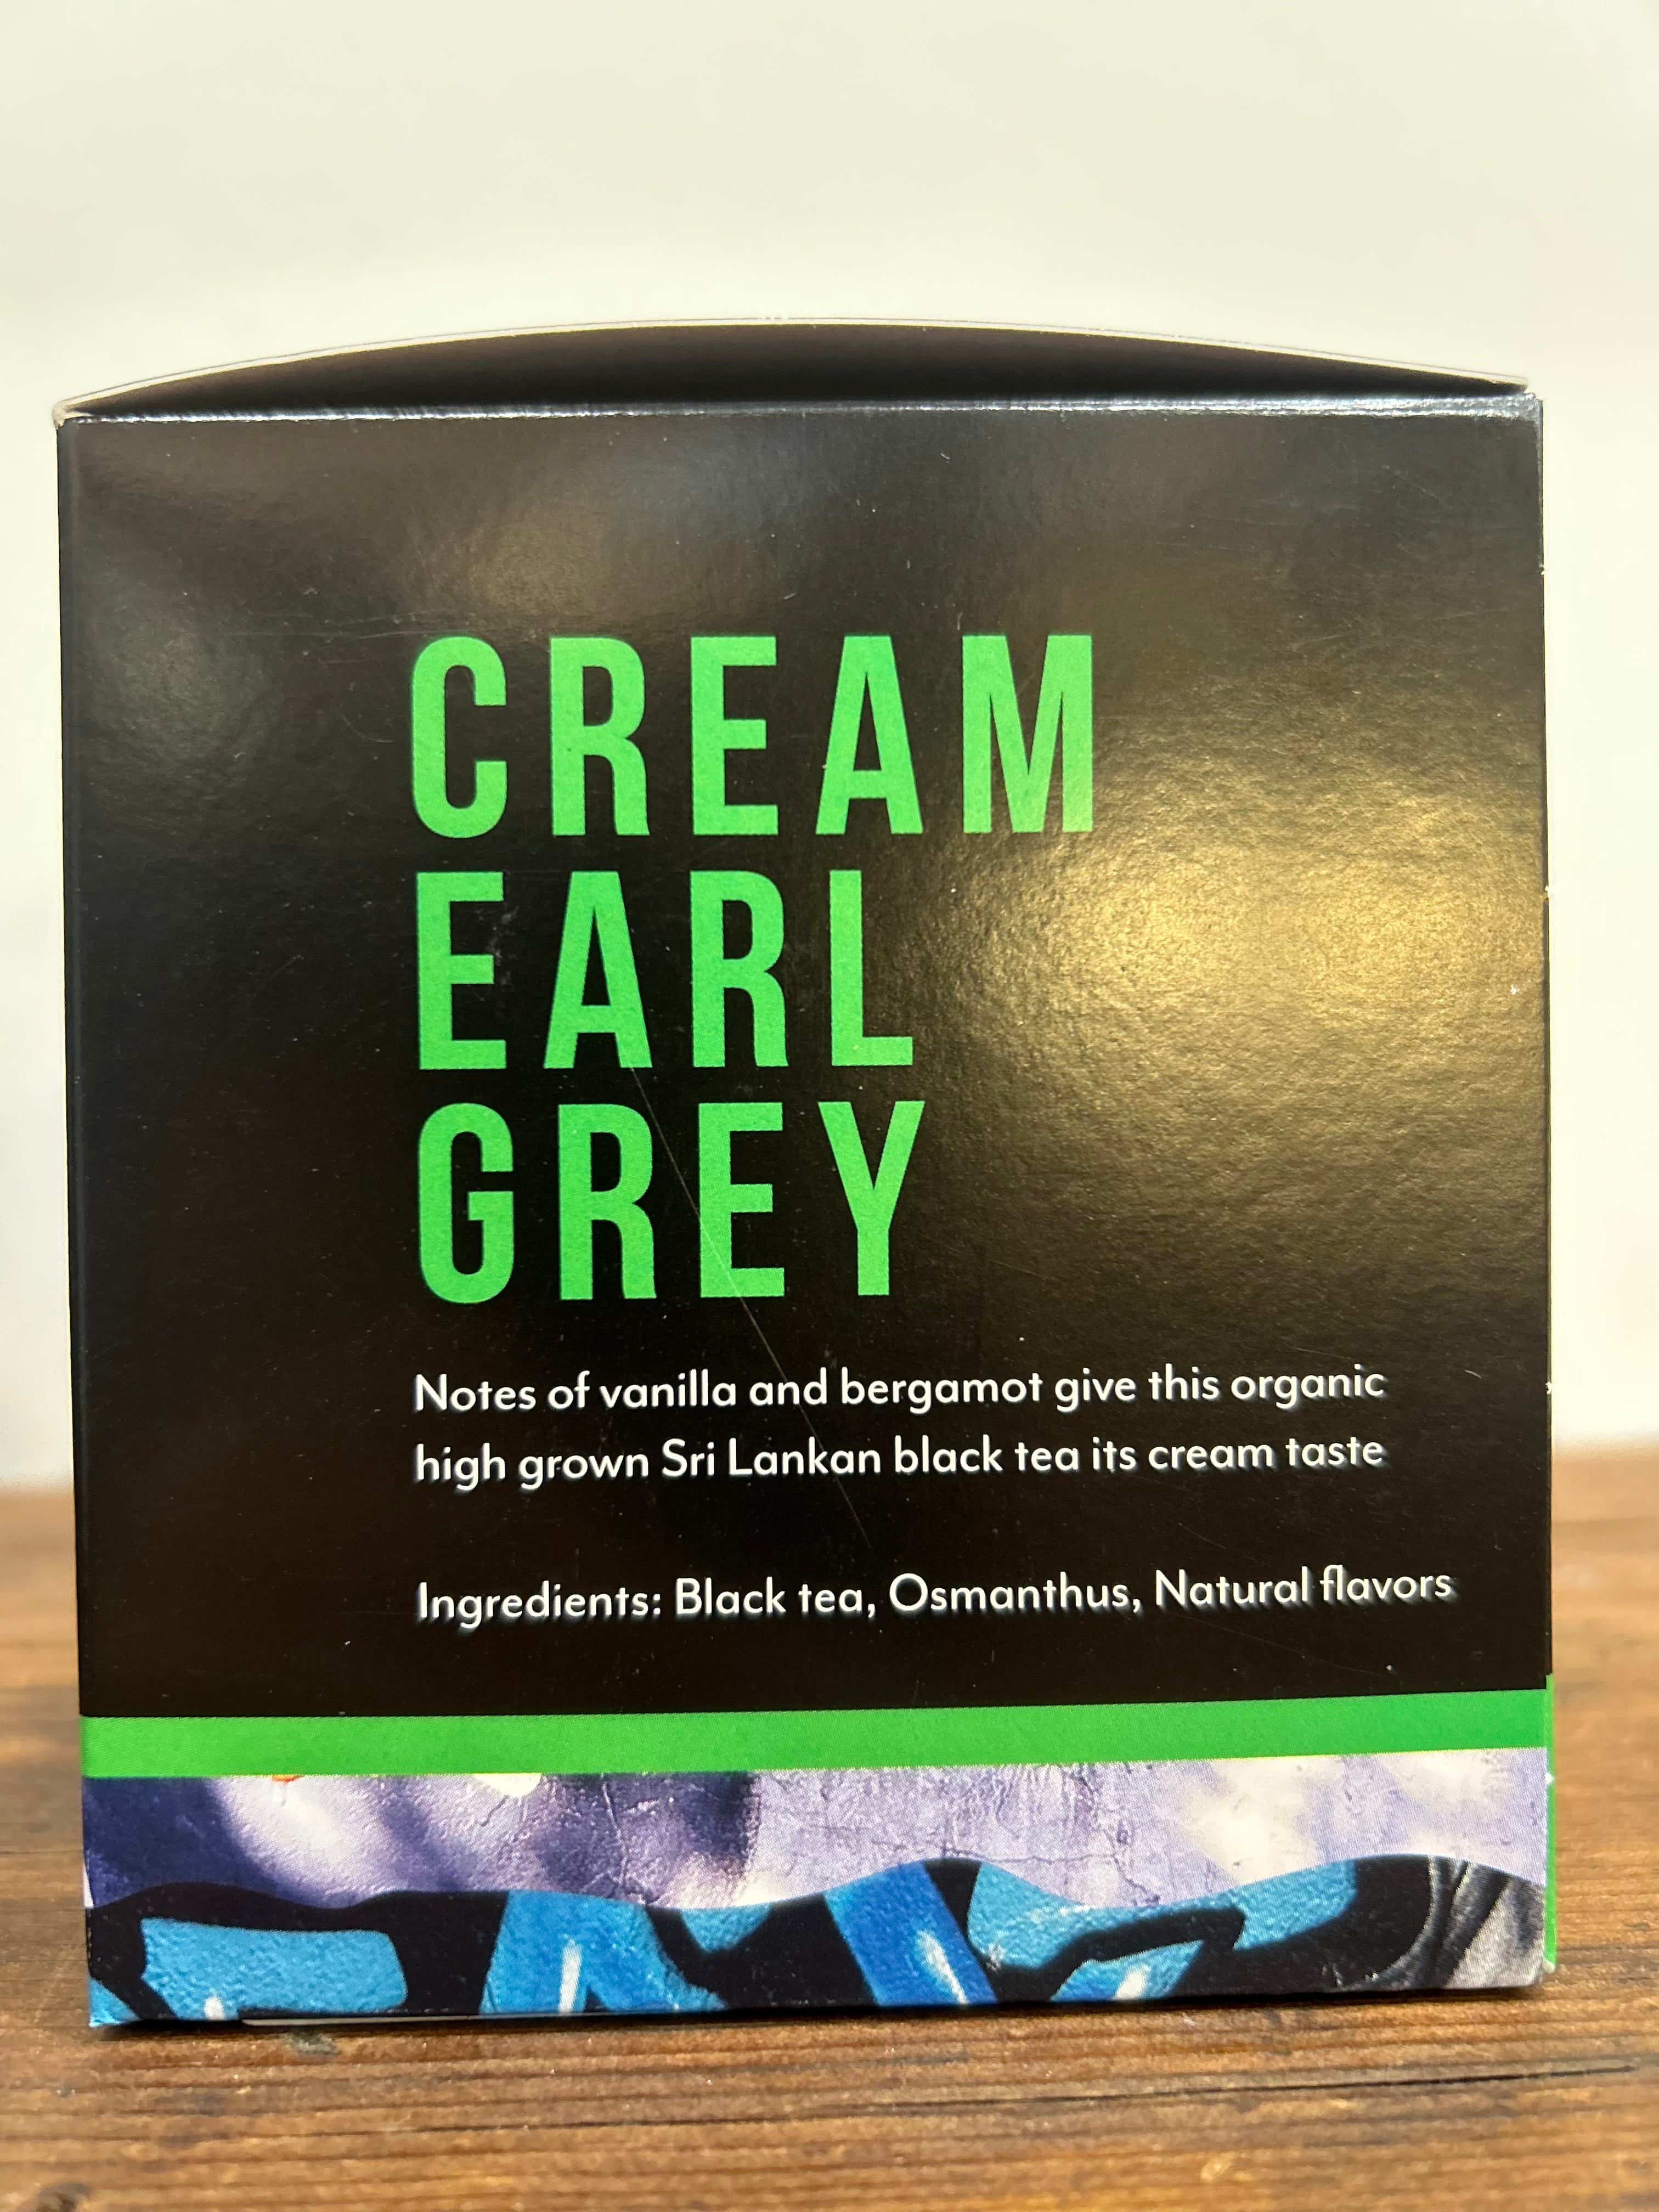 CREAM
EARL
GREY
Notes of vanilla and bergamot give this organic
high grown Sri Lankan black tea its cream taste
Ingredients: Black tea, Osmanthus, Natural flavors